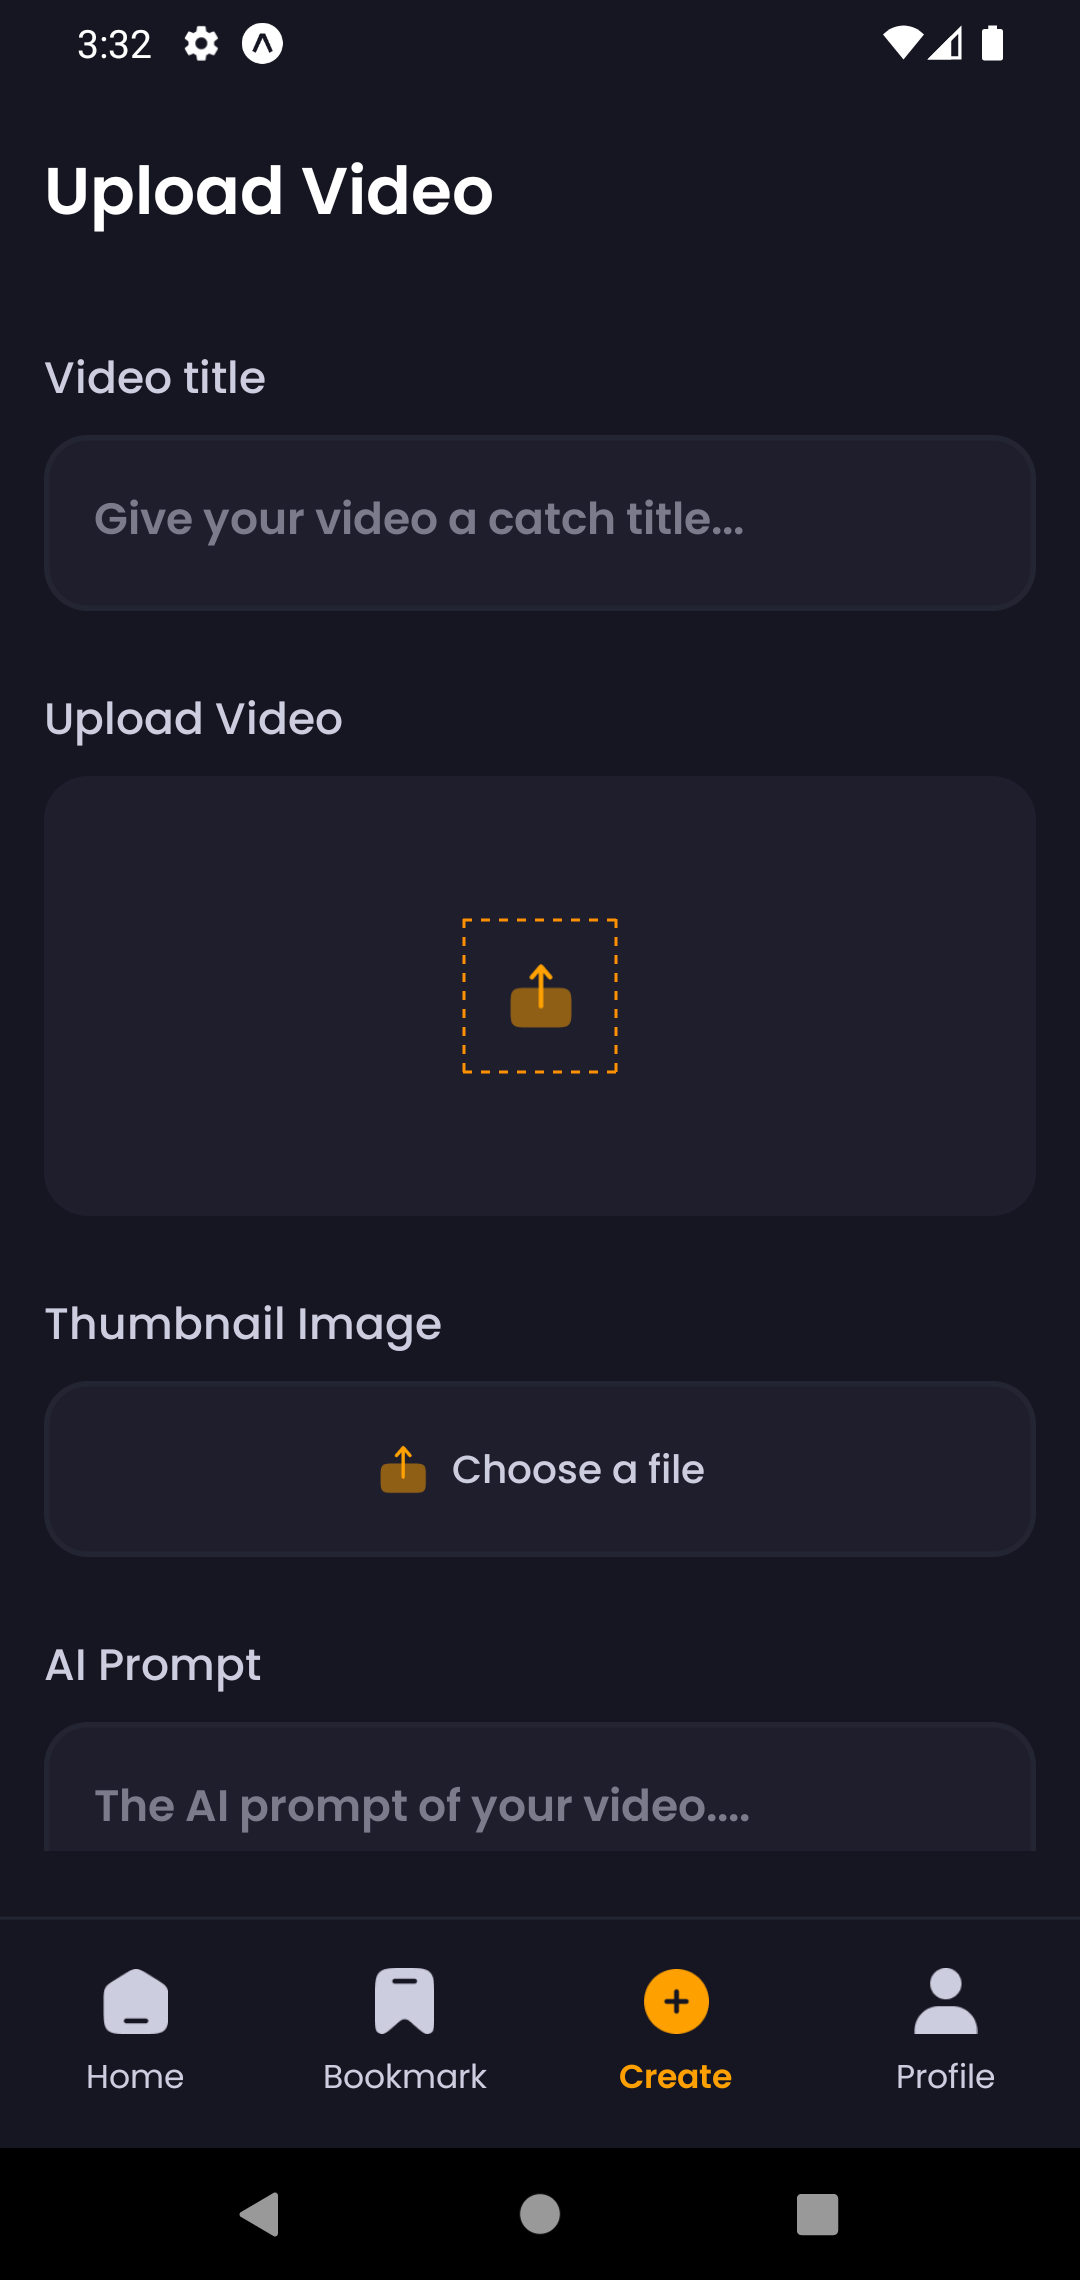 3:32
Upload Video
Video title
Give your video a catch title...
Upload Video
Thumbnail Image
Choose a file
AI Prompt
The AI prompt of your video....
Home
Bookmark
Create
Profile